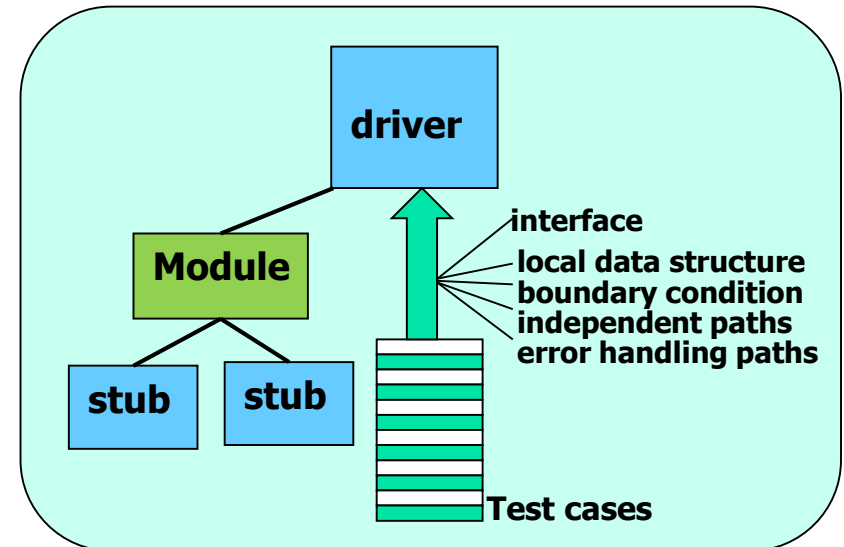 driver
interface
Module
local data structure
boundary condition
independent paths
error handling paths
stub
stub
Test cases